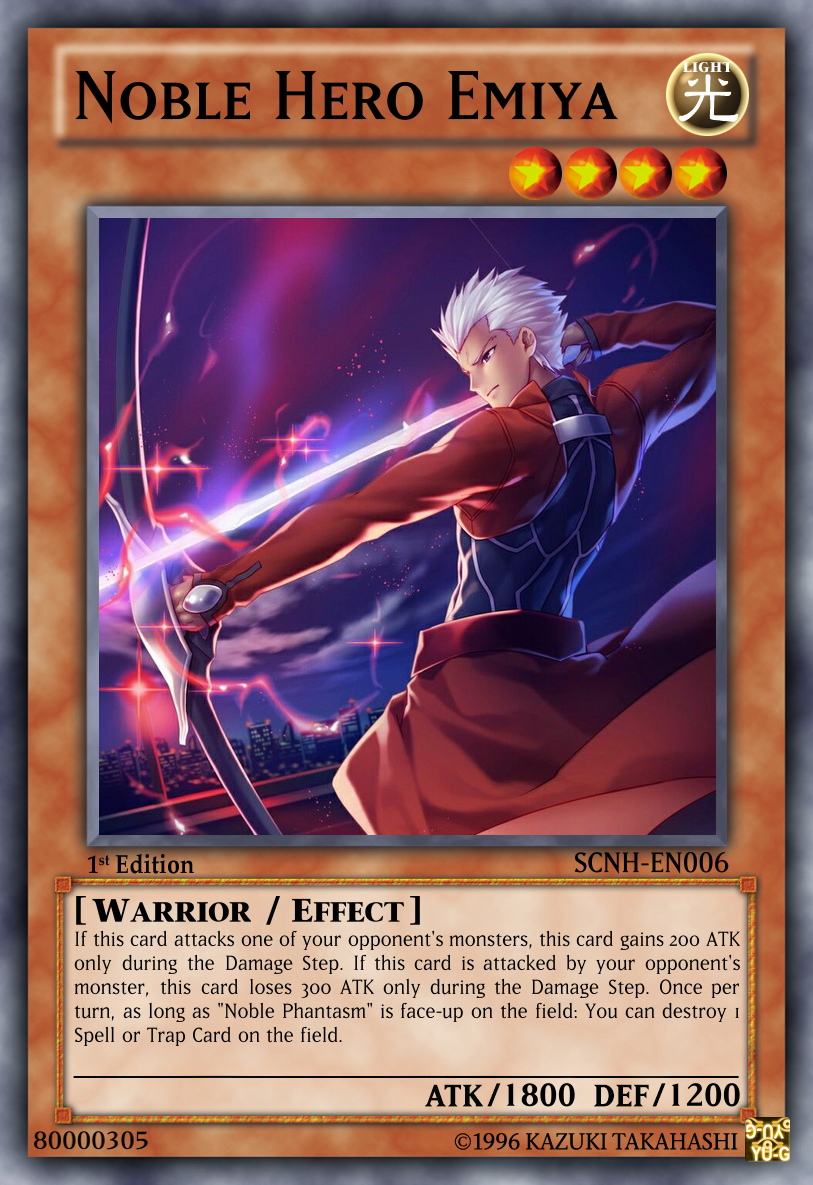 Noble Hero Emiya
LIGHT
光
1st Edition
SCNH-EN006
[ Warrior / Effect ]
If this card attacks one of your opponent's monsters, this card gains 200 ATK
only during the Damage Step. If this card is attacked by your opponent's
monster, this card loses 300 ATK only during the Damage Step. Once per
turn, as long as "Noble Phantasm" is face-up on the field: You can destroy 1
Spell or Trap Card on the field.
ATK/1800 DEF/1200
80000305
©1996 KAZUKI TAKAHASHI